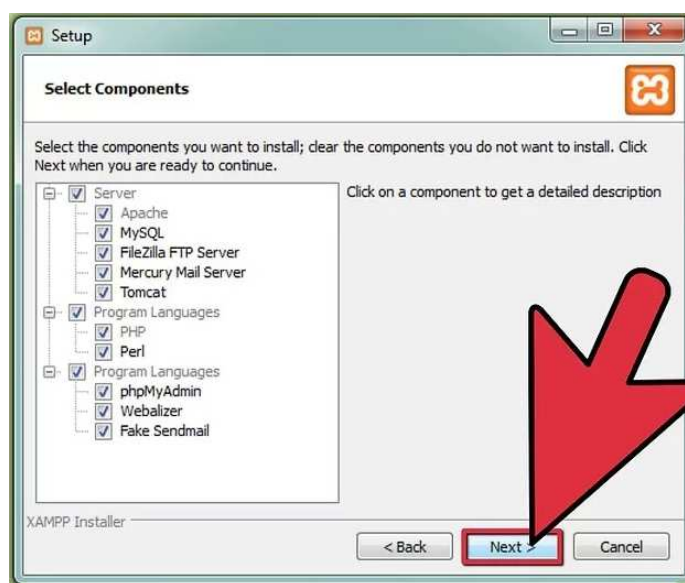 Setup
Select Components
Select the components you want to install; clear the components you do not want to install. Click
Next when you are ready to continue.
Server
Apache
MySQL
FileZilla FTP Server
Mercury Mail Server
Tomcat
Program Languages
PHP
Perl
Program Languages
phpMyAdmin
Webalizer
Fake Sendmail
Click on a component to get a detailed description
XAMPP Installer
< Back
Next >
Cancel